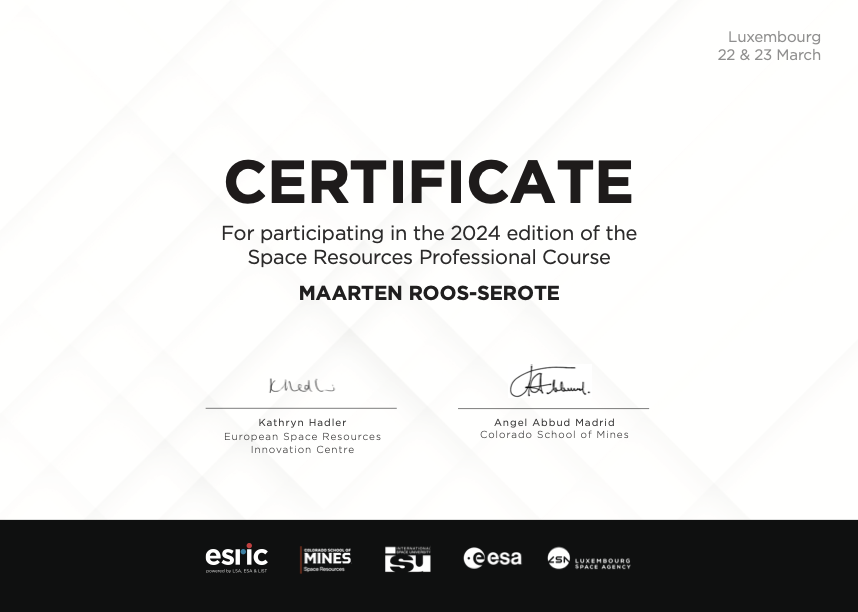 Luxembourg
22 & 23 March
CERTIFICATE
For participating in the 2024 edition of the
Space Resources Professional Course
MAARTEN ROOS-SEROTE
Kathryn Hadler
European Space Resources
Innovation Centre
Angel Abbud Madrid
Colorado School of Mines
esric
powered by LSA, ESA & LIST
COLORADO SCHOOL OF
MINES
Space Resources
INTERNATIONAL
SPACE UNIVERSITY
isu
esa
LSA
LUXEMBOURG
SPACE AGENCY